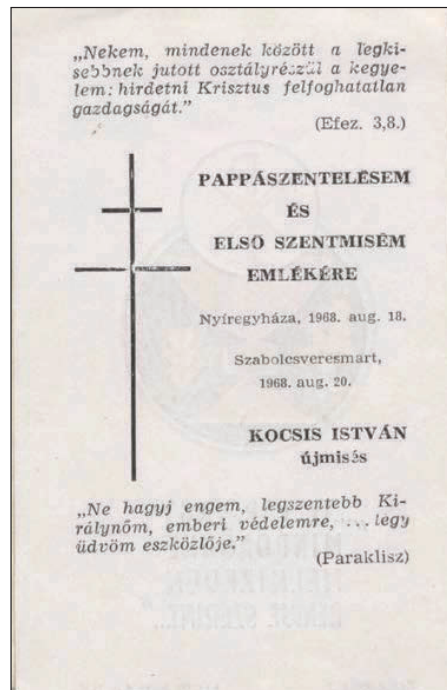 „Nekem, mindenek között a legki-
sebbnek jutott osztályrészül a kegye-
lem: hirdetni Krisztus felfoghatatlan
gazdagságát.”
(Efez. 3,8.)
PAPPÁSZENTELÉSEM
ÉS
ELSŐ SZENTMISÉM
EMLÉKÉRE
Nyíregyháza, 1968. aug. 18.
Szabolcsveresmart,
1968. aug. 20.
KOCSIS ISTVÁN
újmisés
„Ne hagyj engem, legszentebb Ki-
rálynőm, emberi védelemre, ... légy
üdvöm eszközlője.”
(Paraklisz)